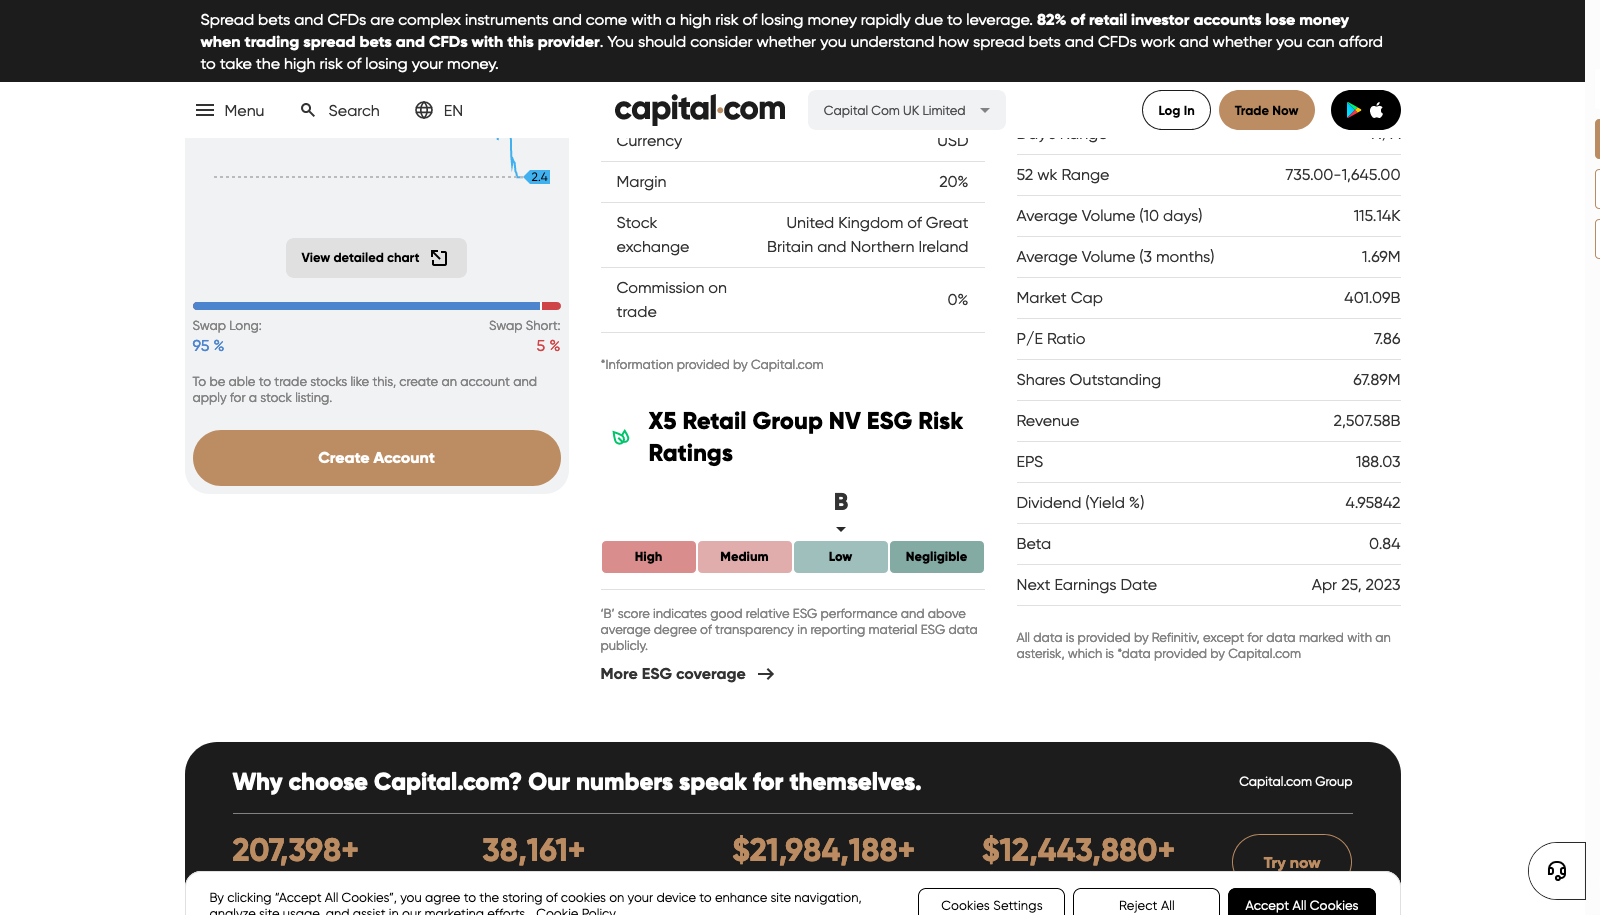 Spread bets and CFDs are complex instruments and come with a high risk of losing money rapidly due to leverage. 82% of retail investor accounts lose money
when trading spread bets and CFDs with this provider. You should consider whether you understand how spread bets and CFDs work and whether you can afford
to take the high risk of losing your money.
Menu
Search
EN
capital.com
Capital Com UK Limited
Log In
Trade Now
2.4
View detailed chart
Swap Long:
Swap Short:
95 %
5 %
To be able to trade stocks like this, create an account and
apply for a stock listing.
Create Account
Currency USD
Margin 20%
Stock
exchange
United Kingdom of Great
Britain and Northern Ireland
Commission on
trade
0%
*Information provided by Capital.com
X5 Retail Group NV ESG Risk
Ratings
B
High
Medium
Low
Negligible
'B' score indicates good relative ESG performance and above
average degree of transparency in reporting material ESG data
publicly.
More ESG coverage
52 wk Range 735.00-1,645.00
Average Volume (10 days) 115.14K
Average Volume (3 months) 1.69M
Market Cap 401.09B
P/E Ratio 7.86
Shares Outstanding 67.89M
Revenue 2,507.58B
EPS 188.03
Dividend (Yield %) 4.95842
Beta 0.84
Next Earnings Date Apr 25, 2023
All data is provided by Refinitiv, except for data marked with an
asterisk, which is *data provided by Capital.com
Why choose Capital.com? Our numbers speak for themselves.
Capital.com Group
207,398+
38,161+
$21,984,188+
$12,443,880+
Try now
By clicking “Accept All Cookies”, you agree to the storing of cookies on your device to enhance site navigation,
analyze site usage, and assist in our marketing efforts. Cookie Policy
Cookies Settings
Reject All
Accept All Cookies